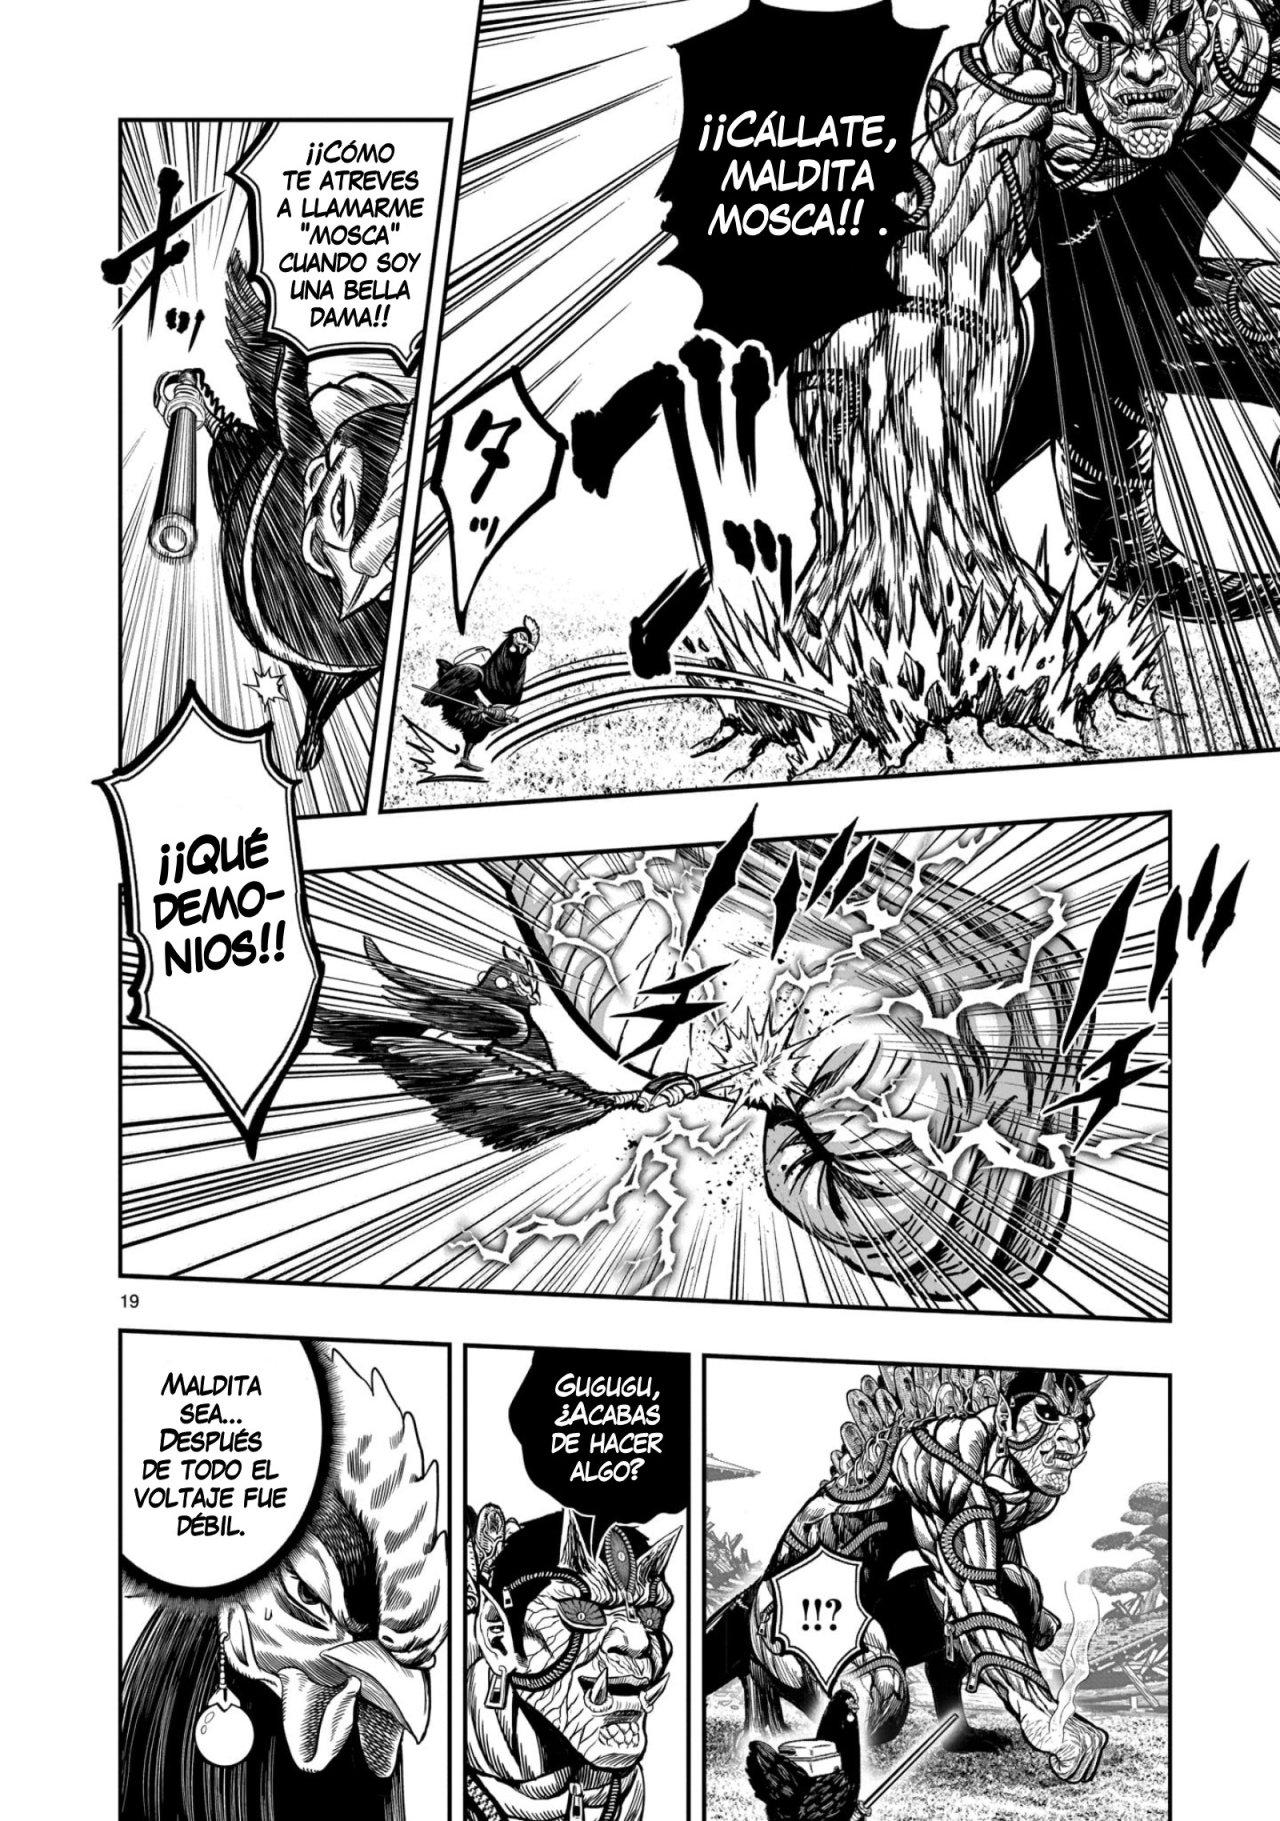 ¡¡CÁLLATE,
MALDITA
MOSCA!! .
ダッ
¡¡CÓMO
TE ATREVES
A LLAMARME
"MOSCA"
CUANDO SOY
UNA BELLA
DAMA!!
¡¡QUÉ
DEMO-
NIOS!!
19
!!?
GUGUGU,
¿ACABAS
DE HACER
ALGO?
MALDITA
SEA...
DESPUÉS
DE TODO EL
VOLTAJE FUE
DÉBIL.